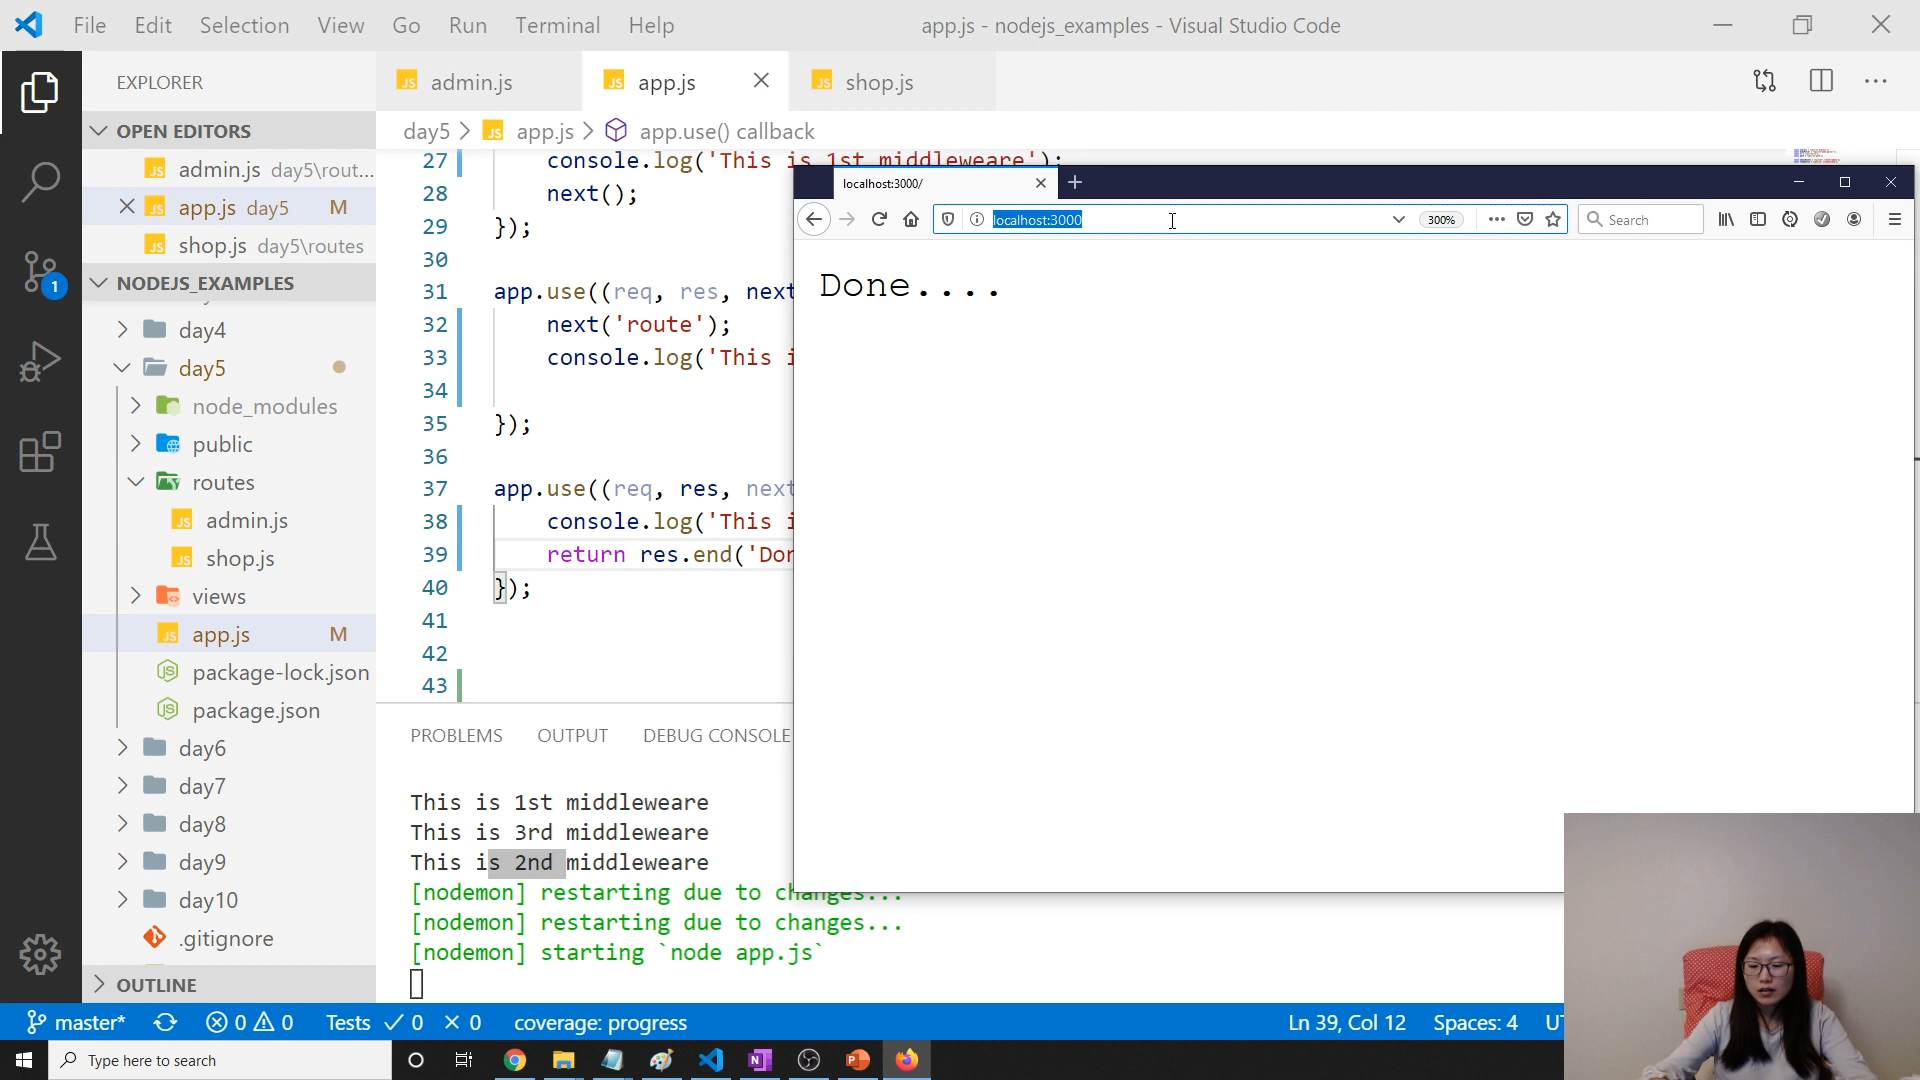 File Edit Selection View Go Run Terminal Help
app.js - nodejs_examples - Visual Studio Code
EXPLORER
OPEN EDITORS
admin.js day5\rout...
app.js day5 M
shop.js day5\routes
NODEJS_EXAMPLES
day4
day5
node_modules
public
routes
admin.js
shop.js
views
app.js M
package-lock.json
package.json
day6
day7
day8
day9
day10
.gitignore
OUTLINE
admin.js app.js shop.js
day5 > app.js > app.use() callback
27 console.log('This is 1st middleweare');
28 next();
29 });
30
31 app.use((req, res, next
32 next('route');
33 console.log('This i
34
35 });
36
37 app.use((req, res, next
38 console.log('This i
39 return res.end('Don
40 });
41
42
43
localhost:3000/
localhost:3000
300%
Search
Done....
PROBLEMS OUTPUT DEBUG CONSOLE
This is 1st middleweare
This is 3rd middleweare
This is 2nd middleweare
[nodemon] restarting due to changes...
[nodemon] restarting due to changes...
[nodemon] starting `node app.js`
1
master* 0 0 Tests 0 0 coverage: progress
Ln 39, Col 12 Spaces: 4 UT
Type here to search